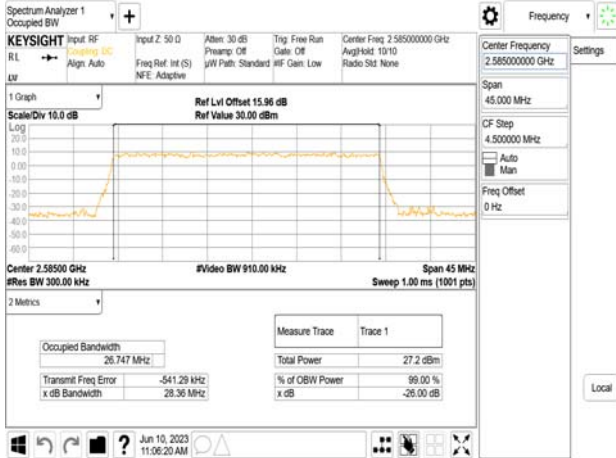 Spectrum Analyzer 1
Occupied BW
KEYSIGHT
RL
Input: RF
Coupling: DC
Align: Auto
Input Z: 50 Ω
Freq Ref: Int (S)
NFE: Adaptive
Atten: 30 dB
Preamp: Off
µW Path: Standard
Trig: Free Run
Gate: Off
#IF Gain: Low
Center Freq: 2.585000000 GHz
Avg|Hold: 10/10
Radio Std: None
Frequency
Settings
Center Frequency
2.585000000 GHz
Span
45.000 MHz
CF Step
4.500000 MHz
Auto
Man
Freq Offset
0 Hz
Local
1 Graph
Scale/Div 10.0 dB
Ref Lvl Offset 15.96 dB
Ref Value 30.00 dBm
Log
20.0
10.0
0.00
-10.0
-20.0
-30.0
-40.0
-50.0
-60.0
Center 2.58500 GHz
#Video BW 910.00 kHz
Span 45 MHz
#Res BW 300.00 kHz
Sweep 1.00 ms (1001 pts)
2 Metrics
Measure Trace
Trace 1
Occupied Bandwidth
26.747 MHz
Total Power
27.2 dBm
Transmit Freq Error
-541.29 kHz
% of OBW Power
99.00 %
x dB Bandwidth
28.36 MHz
x dB
-26.00 dB
?
Jun 10, 2023
11:06:20 AM